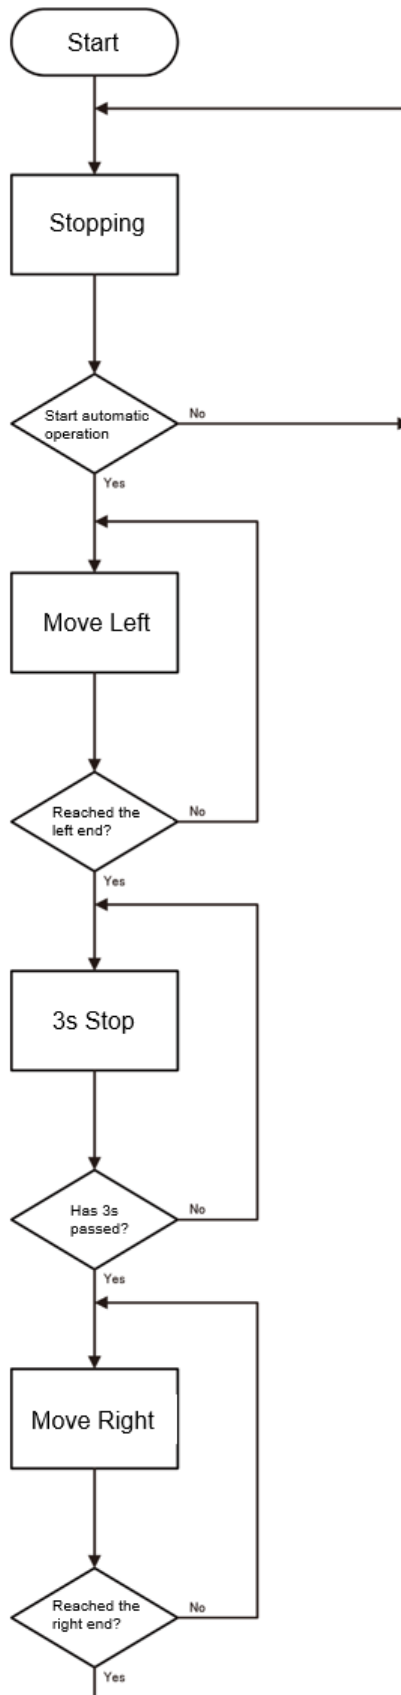 Start
Stopping
Start automatic
operation
No
Yes
Move Left
Reached the
left end?
No
Yes
3s Stop
Has 3s
passed?
No
Yes
Move Right
Reached the
right end?
No
Yes